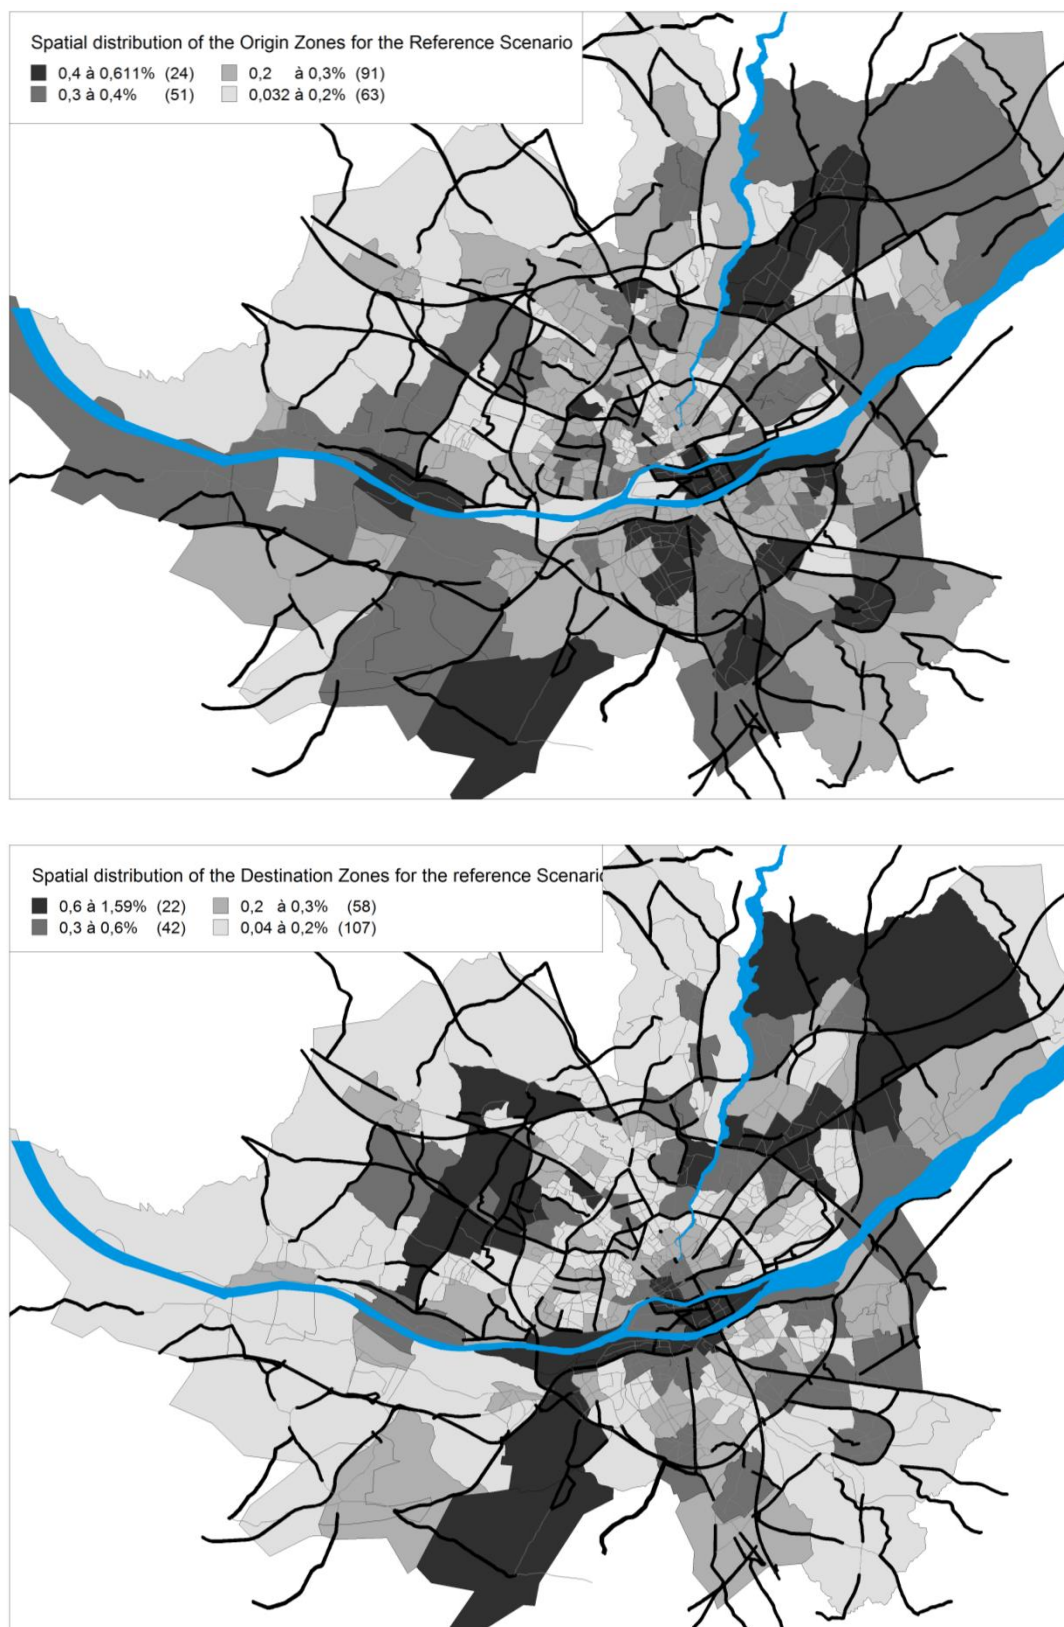 Spatial distribution of the Origin Zones for the Reference Scenario
0,4 à 0,611% (24) 0,2 à 0,3% (91)
0,3 à 0,4% (51) 0,032 à 0,2% (63)
Spatial distribution of the Destination Zones for the reference Scenario
0,6 à 1,59% (22) 0,2 à 0,3% (58)
0,3 à 0,6% (42) 0,04 à 0,2% (107)